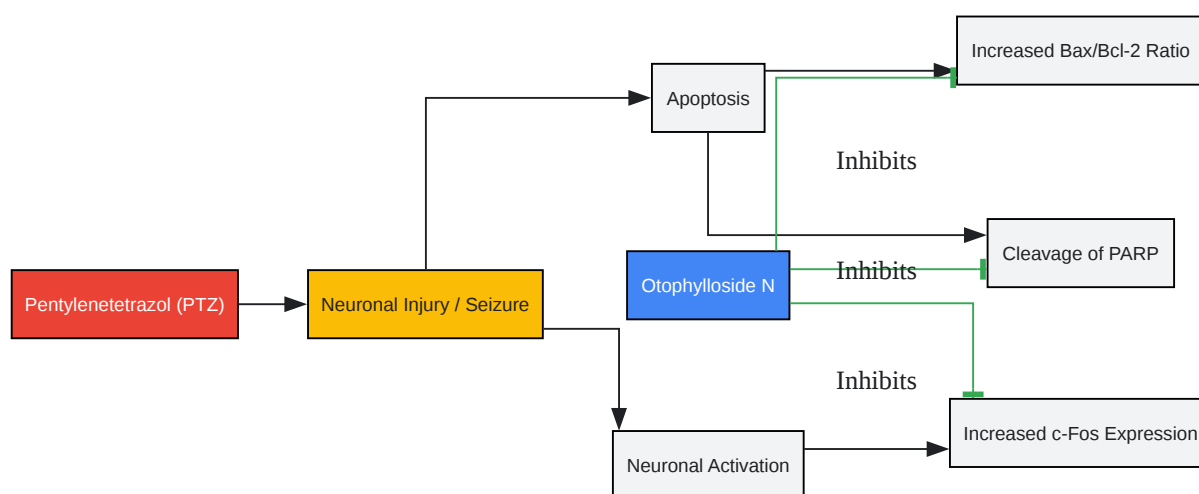 Increased Bax/Bcl-2 Ratio
Apoptosis
Inhibits
Cleavage of PARP
Inhibits
Otophylloside N
Pentylenetetrazol (PTZ)
Neuronal Injury / Seizure
Inhibits
Increased c-Fos Expression
Neuronal Activation